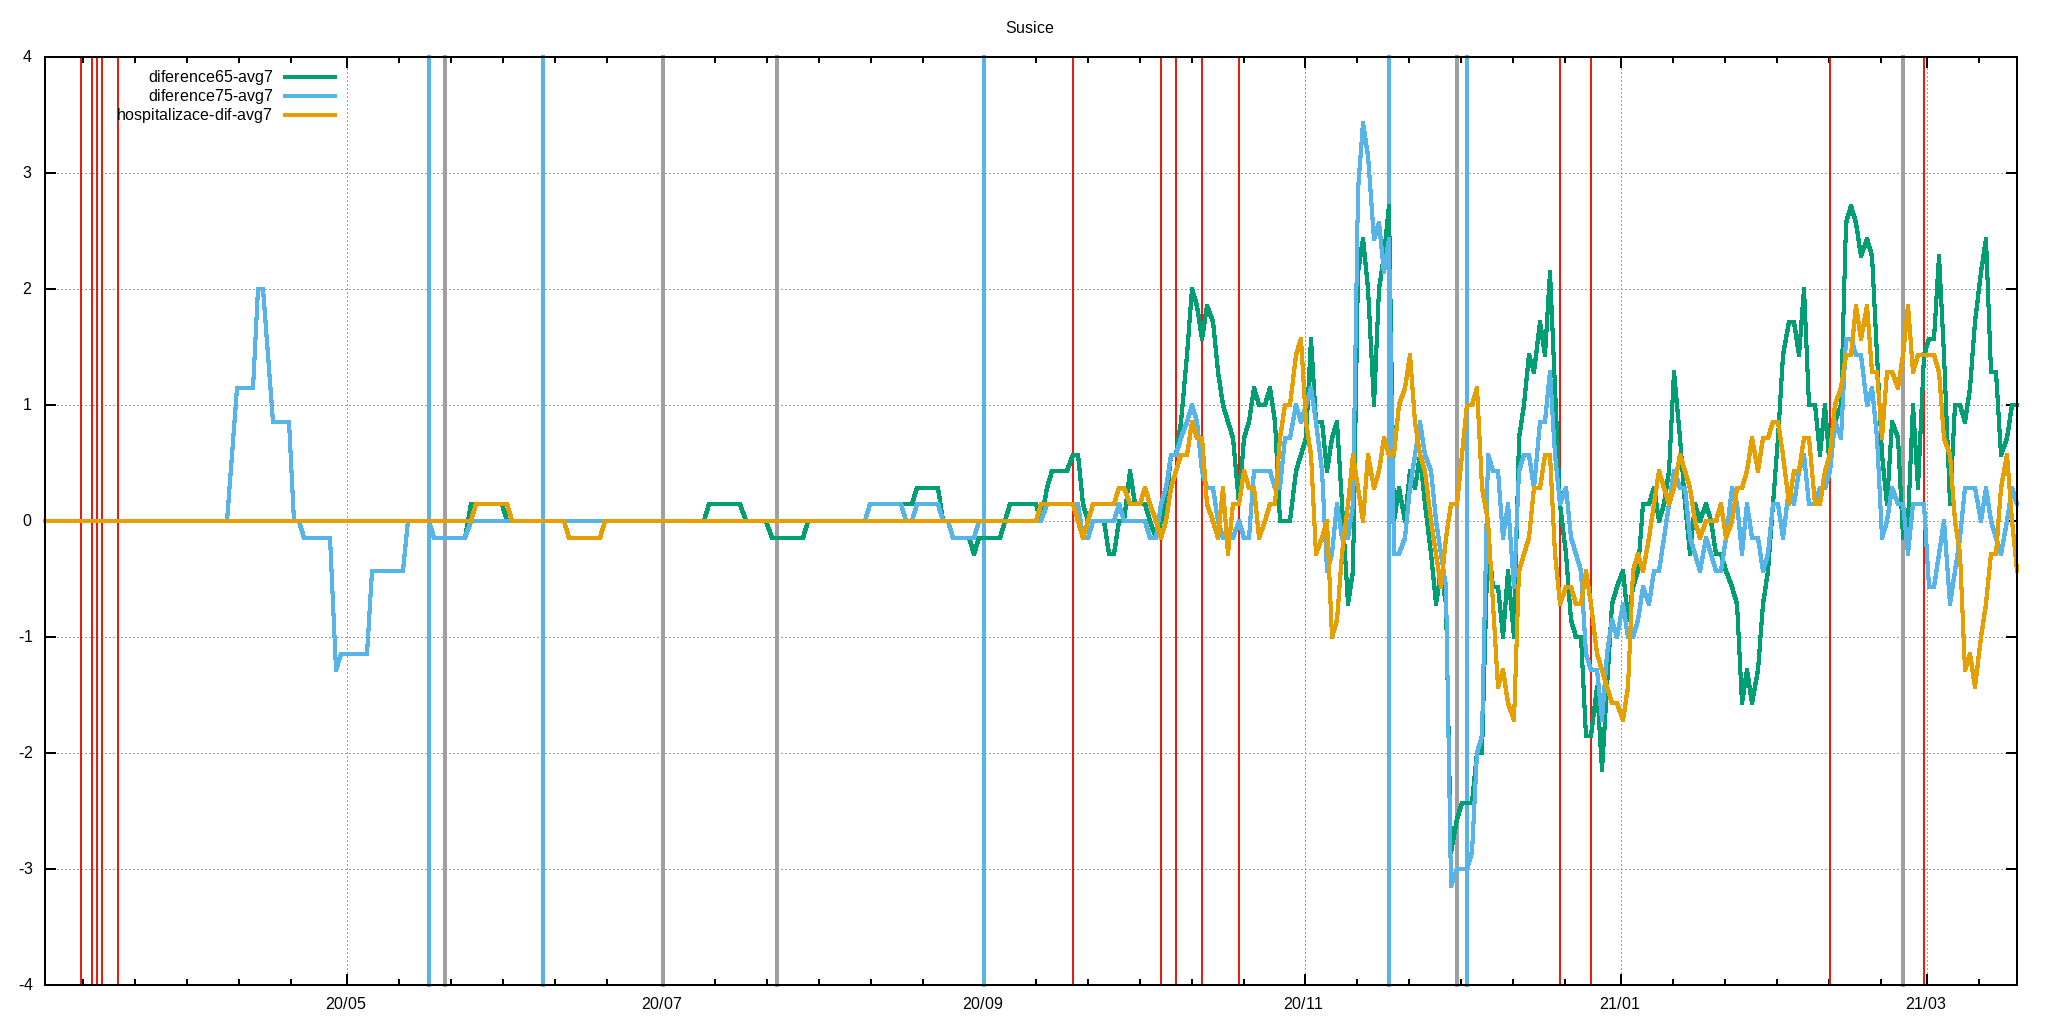 Susice
diference65-avg7
diference75-avg7
hospitalizace-dif-avg7
4
3
2
1
0
-1
-2
-3
-4
20/05 20/07 20/09 20/11 21/01 21/03